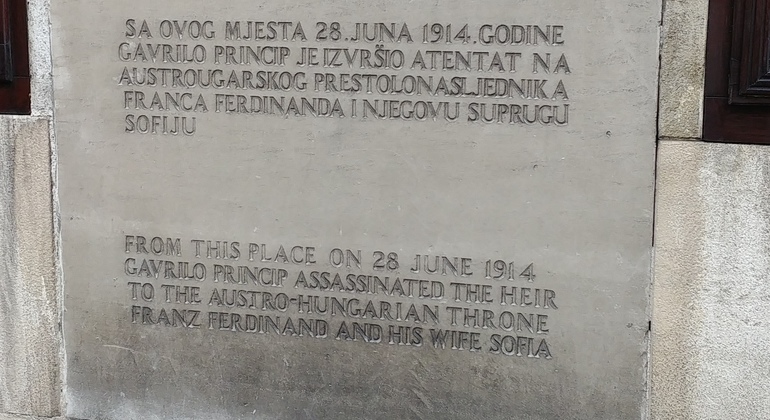 SA OVOG MJESTA 28.JUNA 1914.GODINE
GAVRILO PRINCIP JE IZVRŠIO ATENTAT NA
AUSTROUGARSKOG PRESTOLONASLJEDNIKA
FRANCA FERDINANDA I NJEGOVU SUPRUGU
SOFIJU
FROM THIS PLACE ON 28 JUNE 1914
GAVRILO PRINCIP ASSASSINATED THE HEIR
TO THE AUSTRO-HUNGARIAN THRONE
FRANZ FERDINAND AND HIS WIFE SOFIA